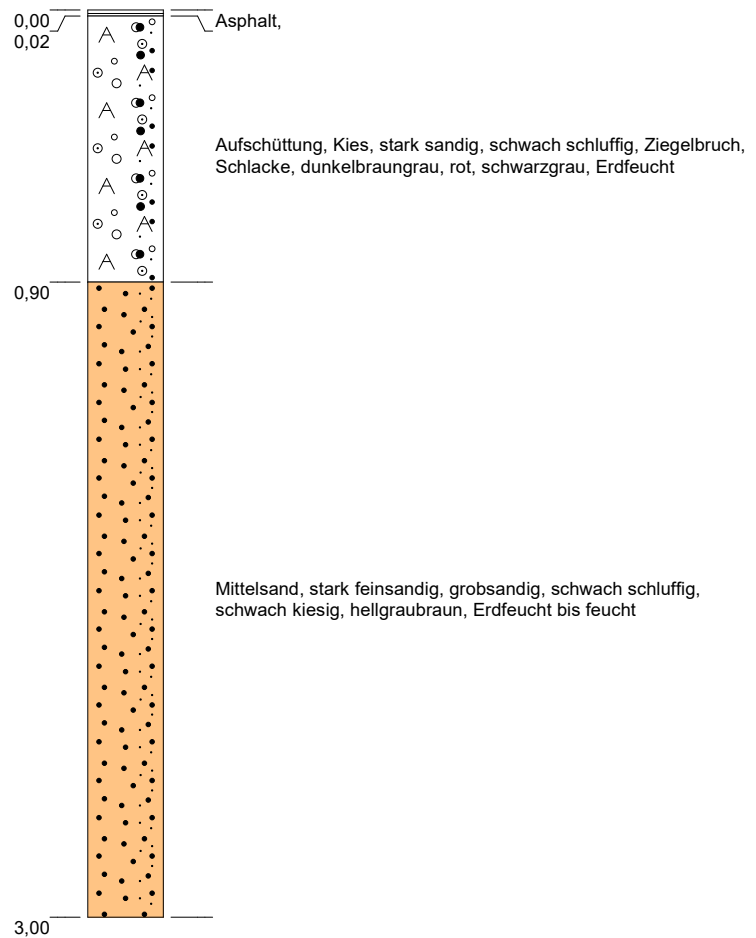 0,00
0,02
Asphalt,
Aufschüttung, Kies, stark sandig, schwach schluffig, Ziegelbruch,
Schlacke, dunkelbraungrau, rot, schwarzgrau, Erdfeucht
0,90
Mittelsand, stark feinsandig, grobsandig, schwach schluffig,
schwach kiesig, hellgraubraun, Erdfeucht bis feucht
3,00